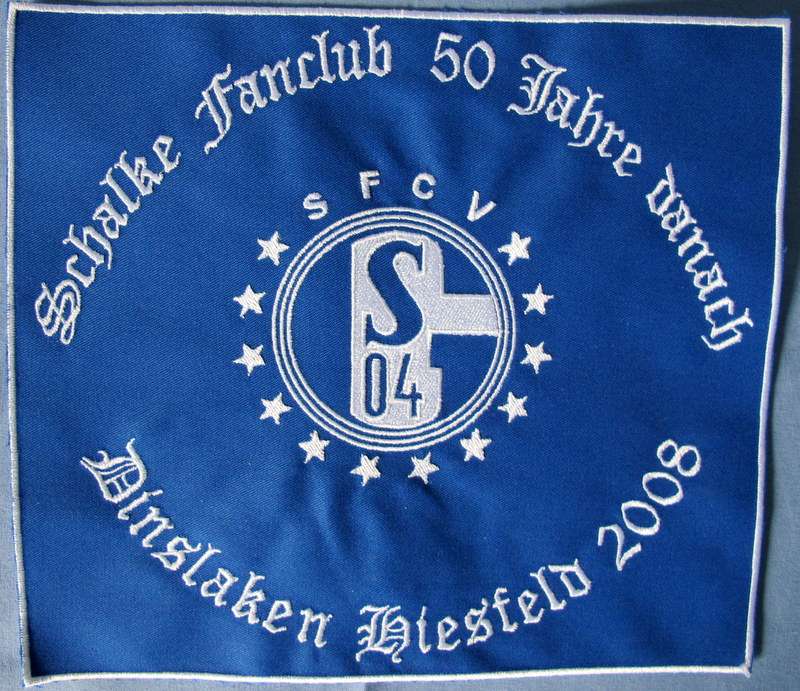 Schalke Fanclub 50 Jahre danach
SFCV
S
04
Dinslaken Hiesfeld 2008